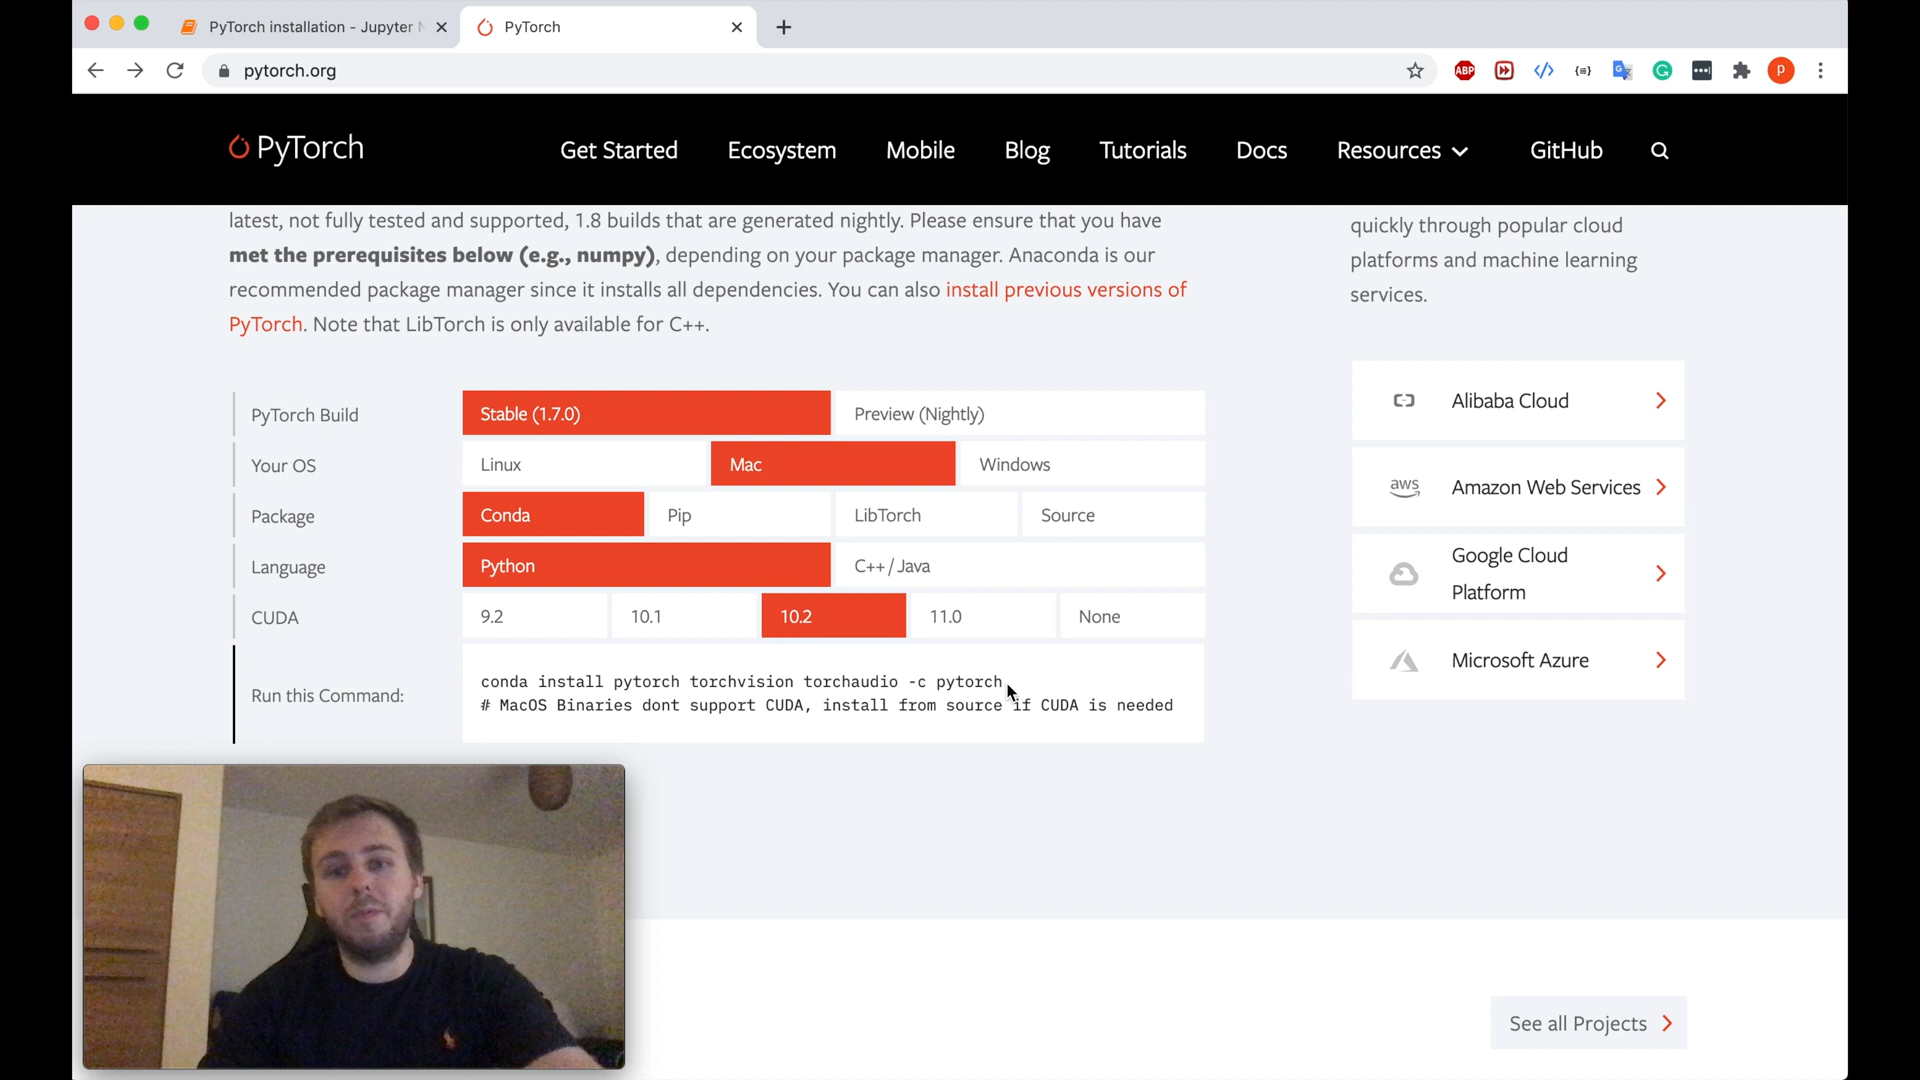 PyTorch installation - Jupyter
PyTorch
pytorch.org
ABP
P
PyTorch
Get Started
Ecosystem
Mobile
Blog
Tutorials
Docs
Resources
GitHub
latest, not fully tested and supported, 1.8 builds that are generated nightly. Please ensure that you have
met the prerequisites below (e.g., numpy), depending on your package manager. Anaconda is our
recommended package manager since it installs all dependencies. You can also install previous versions of
PyTorch. Note that LibTorch is only available for C++.
quickly through popular cloud
platforms and machine learning
services.
PyTorch Build
Stable (1.7.0)
Preview (Nightly)
Your OS
Linux
Mac
Windows
Package
Conda
Pip
LibTorch
Source
Language
Python
C++ / Java
CUDA
9.2
10.1
10.2
11.0
None
Run this Command:
conda install pytorch torchvision torchaudio -c pytorch
# MacOS Binaries dont support CUDA, install from source if CUDA is needed
Alibaba Cloud
aws
Amazon Web Services
Google Cloud
Platform
Microsoft Azure
See all Projects